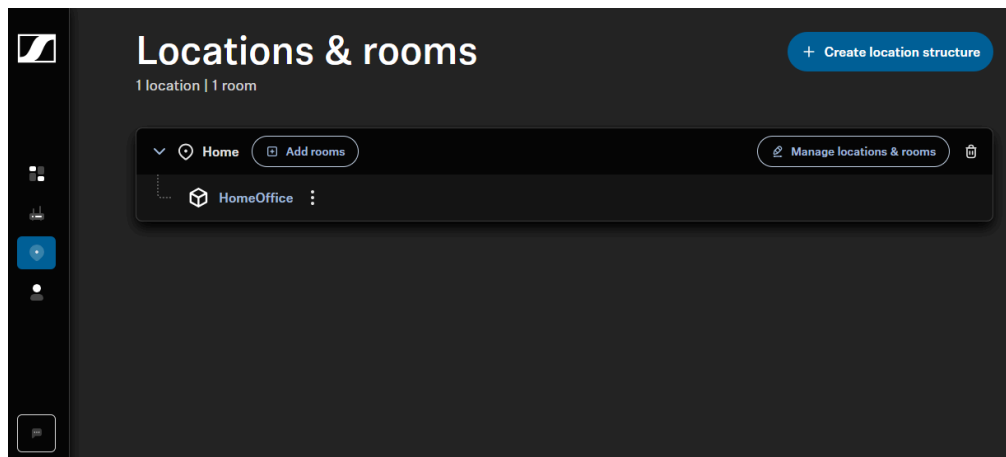 Locations & rooms
+ Create location structure
1 location | 1 room
Home
Add rooms
Manage locations & rooms
HomeOffice